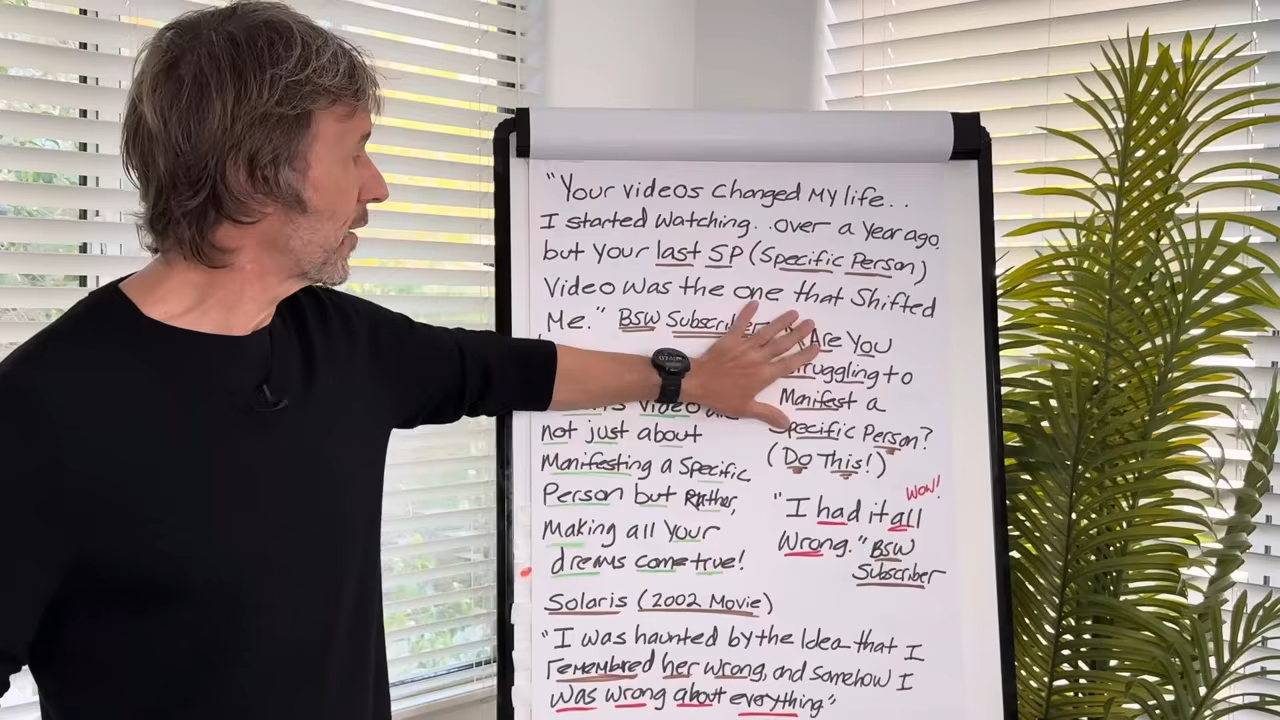 "Your videos changed My life..
I started watching...over a Year ago,
but Your last SP (Specific Person)
Video was the one that Shifted
Me." BSW Subscriber
Video
not just about
Manifesting a Specific
Person but Rather,
Making all Your
dreams come true!
Are You
to
Manifest a
Specific Person?
(Do This!)
WOW!
"I had it all
Wrong." BSW
Subscriber
Solaris (2002 Movie)
"I was haunted by the Idea that I
remembred her wrong, and somehow I
Was wrong about everything"